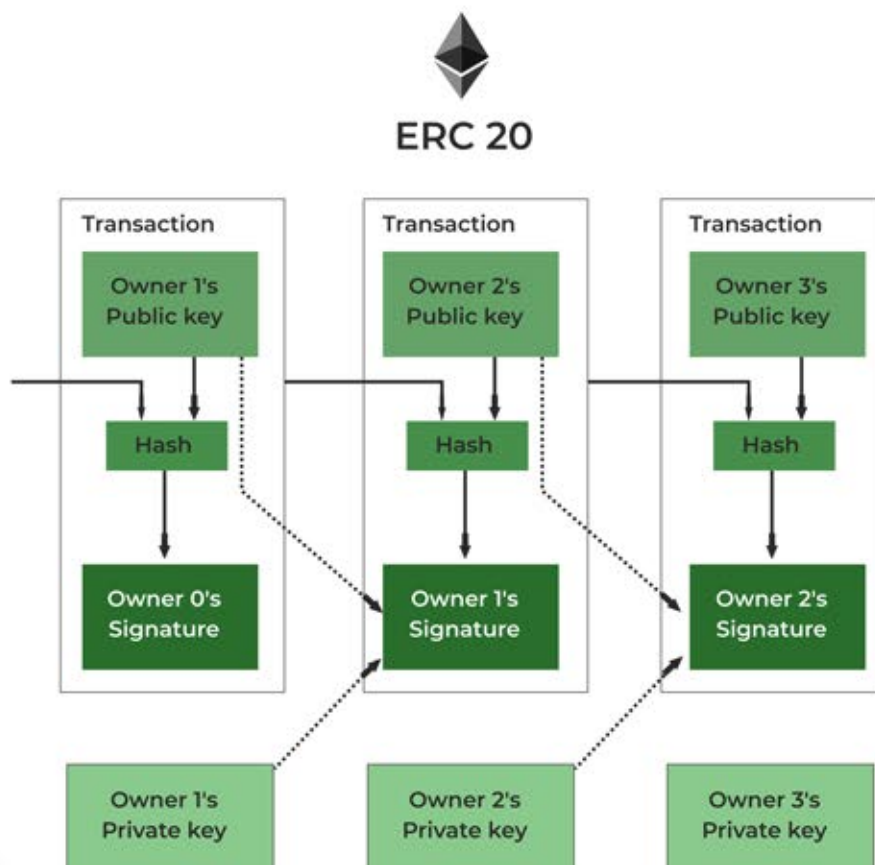 ERC 20
Transaction
Owner 1's
Public key
Hash
Owner 0's
Signature
Transaction
Owner 2's
Public key
Hash
Owner 1's
Signature
Transaction
Owner 3's
Public key
Hash
Owner 2's
Signature
Owner 1's
Private key
Owner 2's
Private key
Owner 3's
Private key